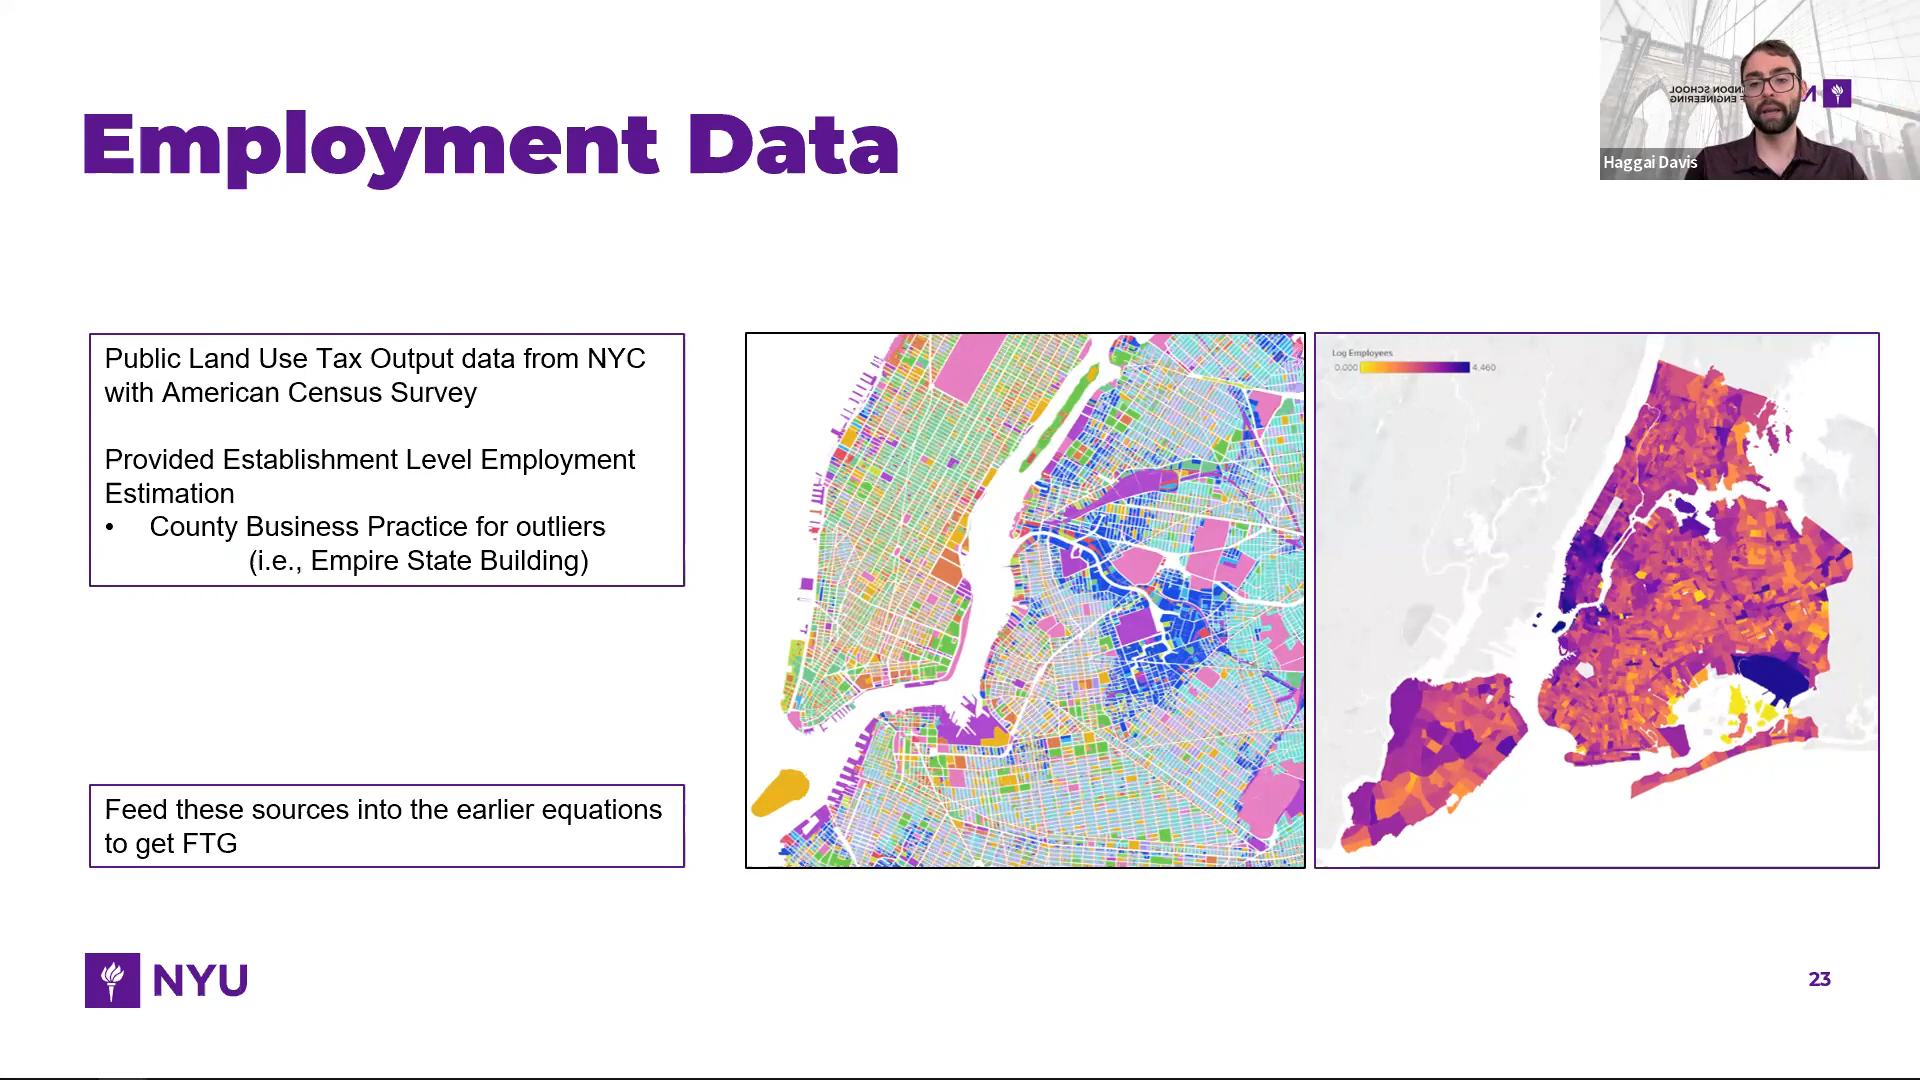 Employment Data
Haggai Davis
Public Land Use Tax Output data from NYC
with American Census Survey
Provided Establishment Level Employment
Estimation
• County Business Practice for outliers
(i.e., Empire State Building)
Feed these sources into the earlier equations
to get FTG
Log Employees
0.000 4.460
NYU
23